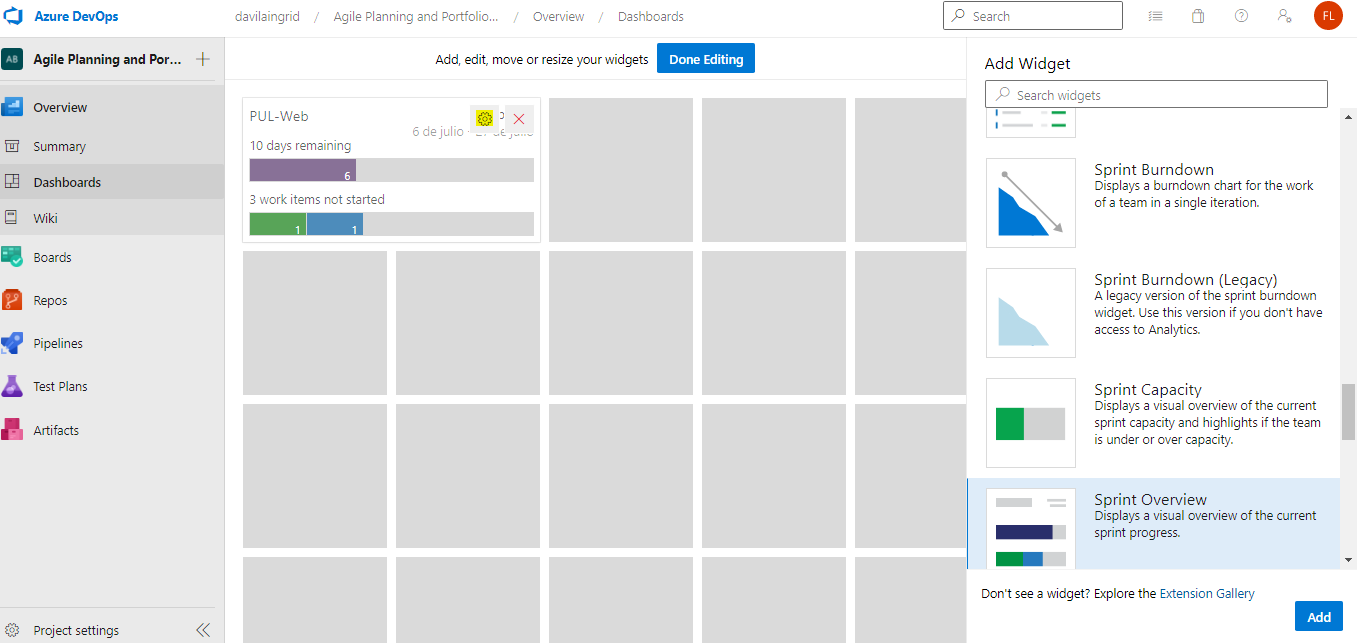 Azure DevOps
davilaingrid / Agile Planning and Portfolio... / Overview / Dashboards
Search
FL
AB Agile Planning and Por...
Overview
Summary
Dashboards
Wiki
Boards
Repos
Pipelines
Test Plans
Artifacts
Project settings
Add, edit, move or resize your widgets
Done Editing
PUL-Web
6 de julio -
10 days remaining
6
3 work items not started
1 1
Add Widget
Search widgets
Sprint Burndown
Displays a burndown chart for the work
of a team in a single iteration.
Sprint Burndown (Legacy)
A legacy version of the sprint burndown
widget. Use this version if you don't have
access to Analytics.
Sprint Capacity
Displays a visual overview of the current
sprint capacity and highlights if the team
is under or over capacity.
Sprint Overview
Displays a visual overview of the current
sprint progress.
Don't see a widget? Explore the Extension Gallery
Add